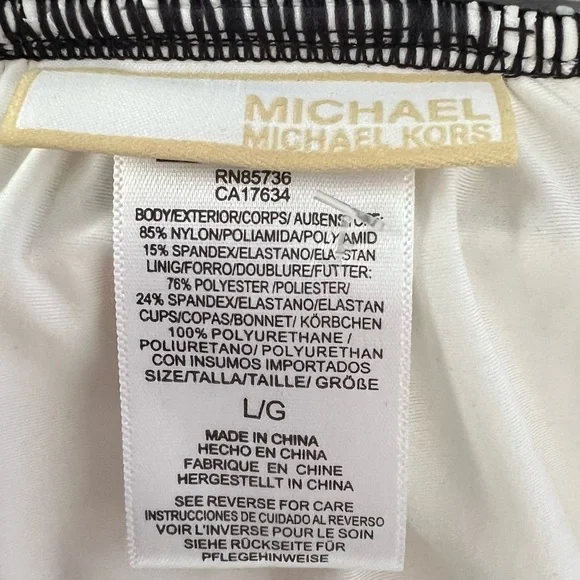 MICHAEL
MICHAEL KORS
RN85736
CA17634
BODY/EXTERIOR/CORPS/
85% NYLON/POLIAMIDA/POLYAMID
15% SPANDEX/ELASTANO/ELASTAN
LINIG/FORRO/DOUBLURE/FUTTER:
76% POLYESTER/POLIESTER/
24% SPANDEX/ELASTANO/ELASTAN
CUPS/COPAS/BONNET/ KÖRBCHEN
100% POLYURETHANE /
POLIURETANO/ POLYURETHAN
CON INSUMOS IMPORTADOS
SIZE/TALLA/TAILLE/ GRÖßE
L/G
MADE IN CHINA
HECHO EN CHINA
FABRIQUE EN CHINE
HERGESTELLT IN CHINA
SEE REVERSE FOR CARE
INSTRUCCIONES DE CUIDADO AL REVERSO
VOIR L'INVERSE POUR LE SOIN
SIEHE RÜCKSEITE FÜR
PFLEGEHINWEISE